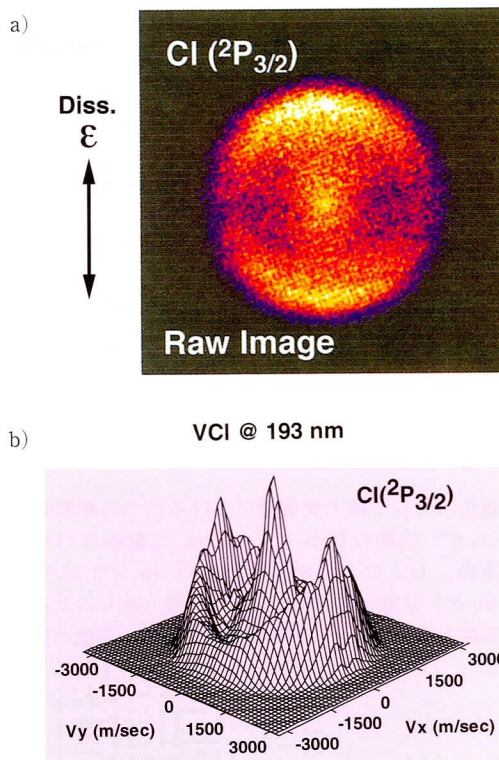 a)
Cl (²P₃/₂)
Diss.
ε
Raw Image
b)
VCl @ 193 nm
Cl(²P₃/₂)
-3000
-1500
0
1500
3000
Vy (m/sec)
3000
1500
0
-1500
-3000
Vx (m/sec)